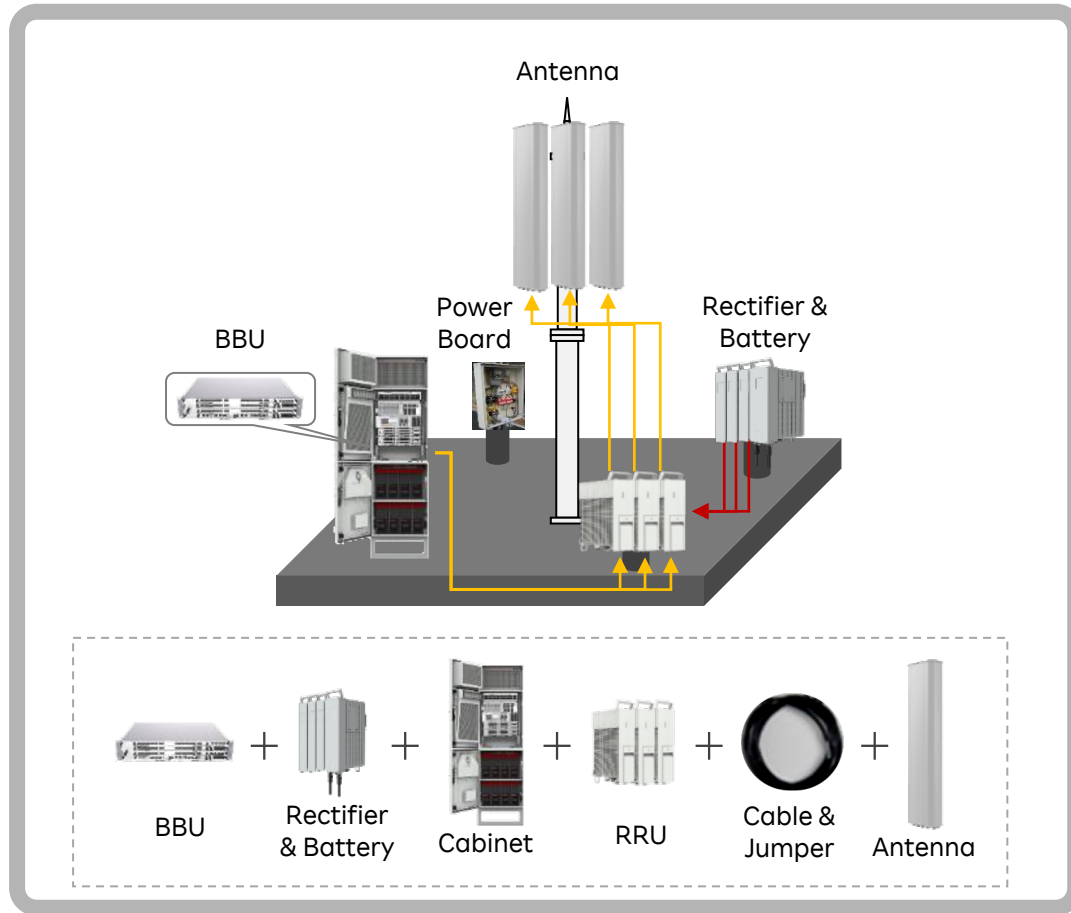 Antenna
Power
Board
Rectifier &
Battery
BBU
BBU
Rectifier
& Battery
Cabinet
RRU
Cable &
Jumper
Antenna